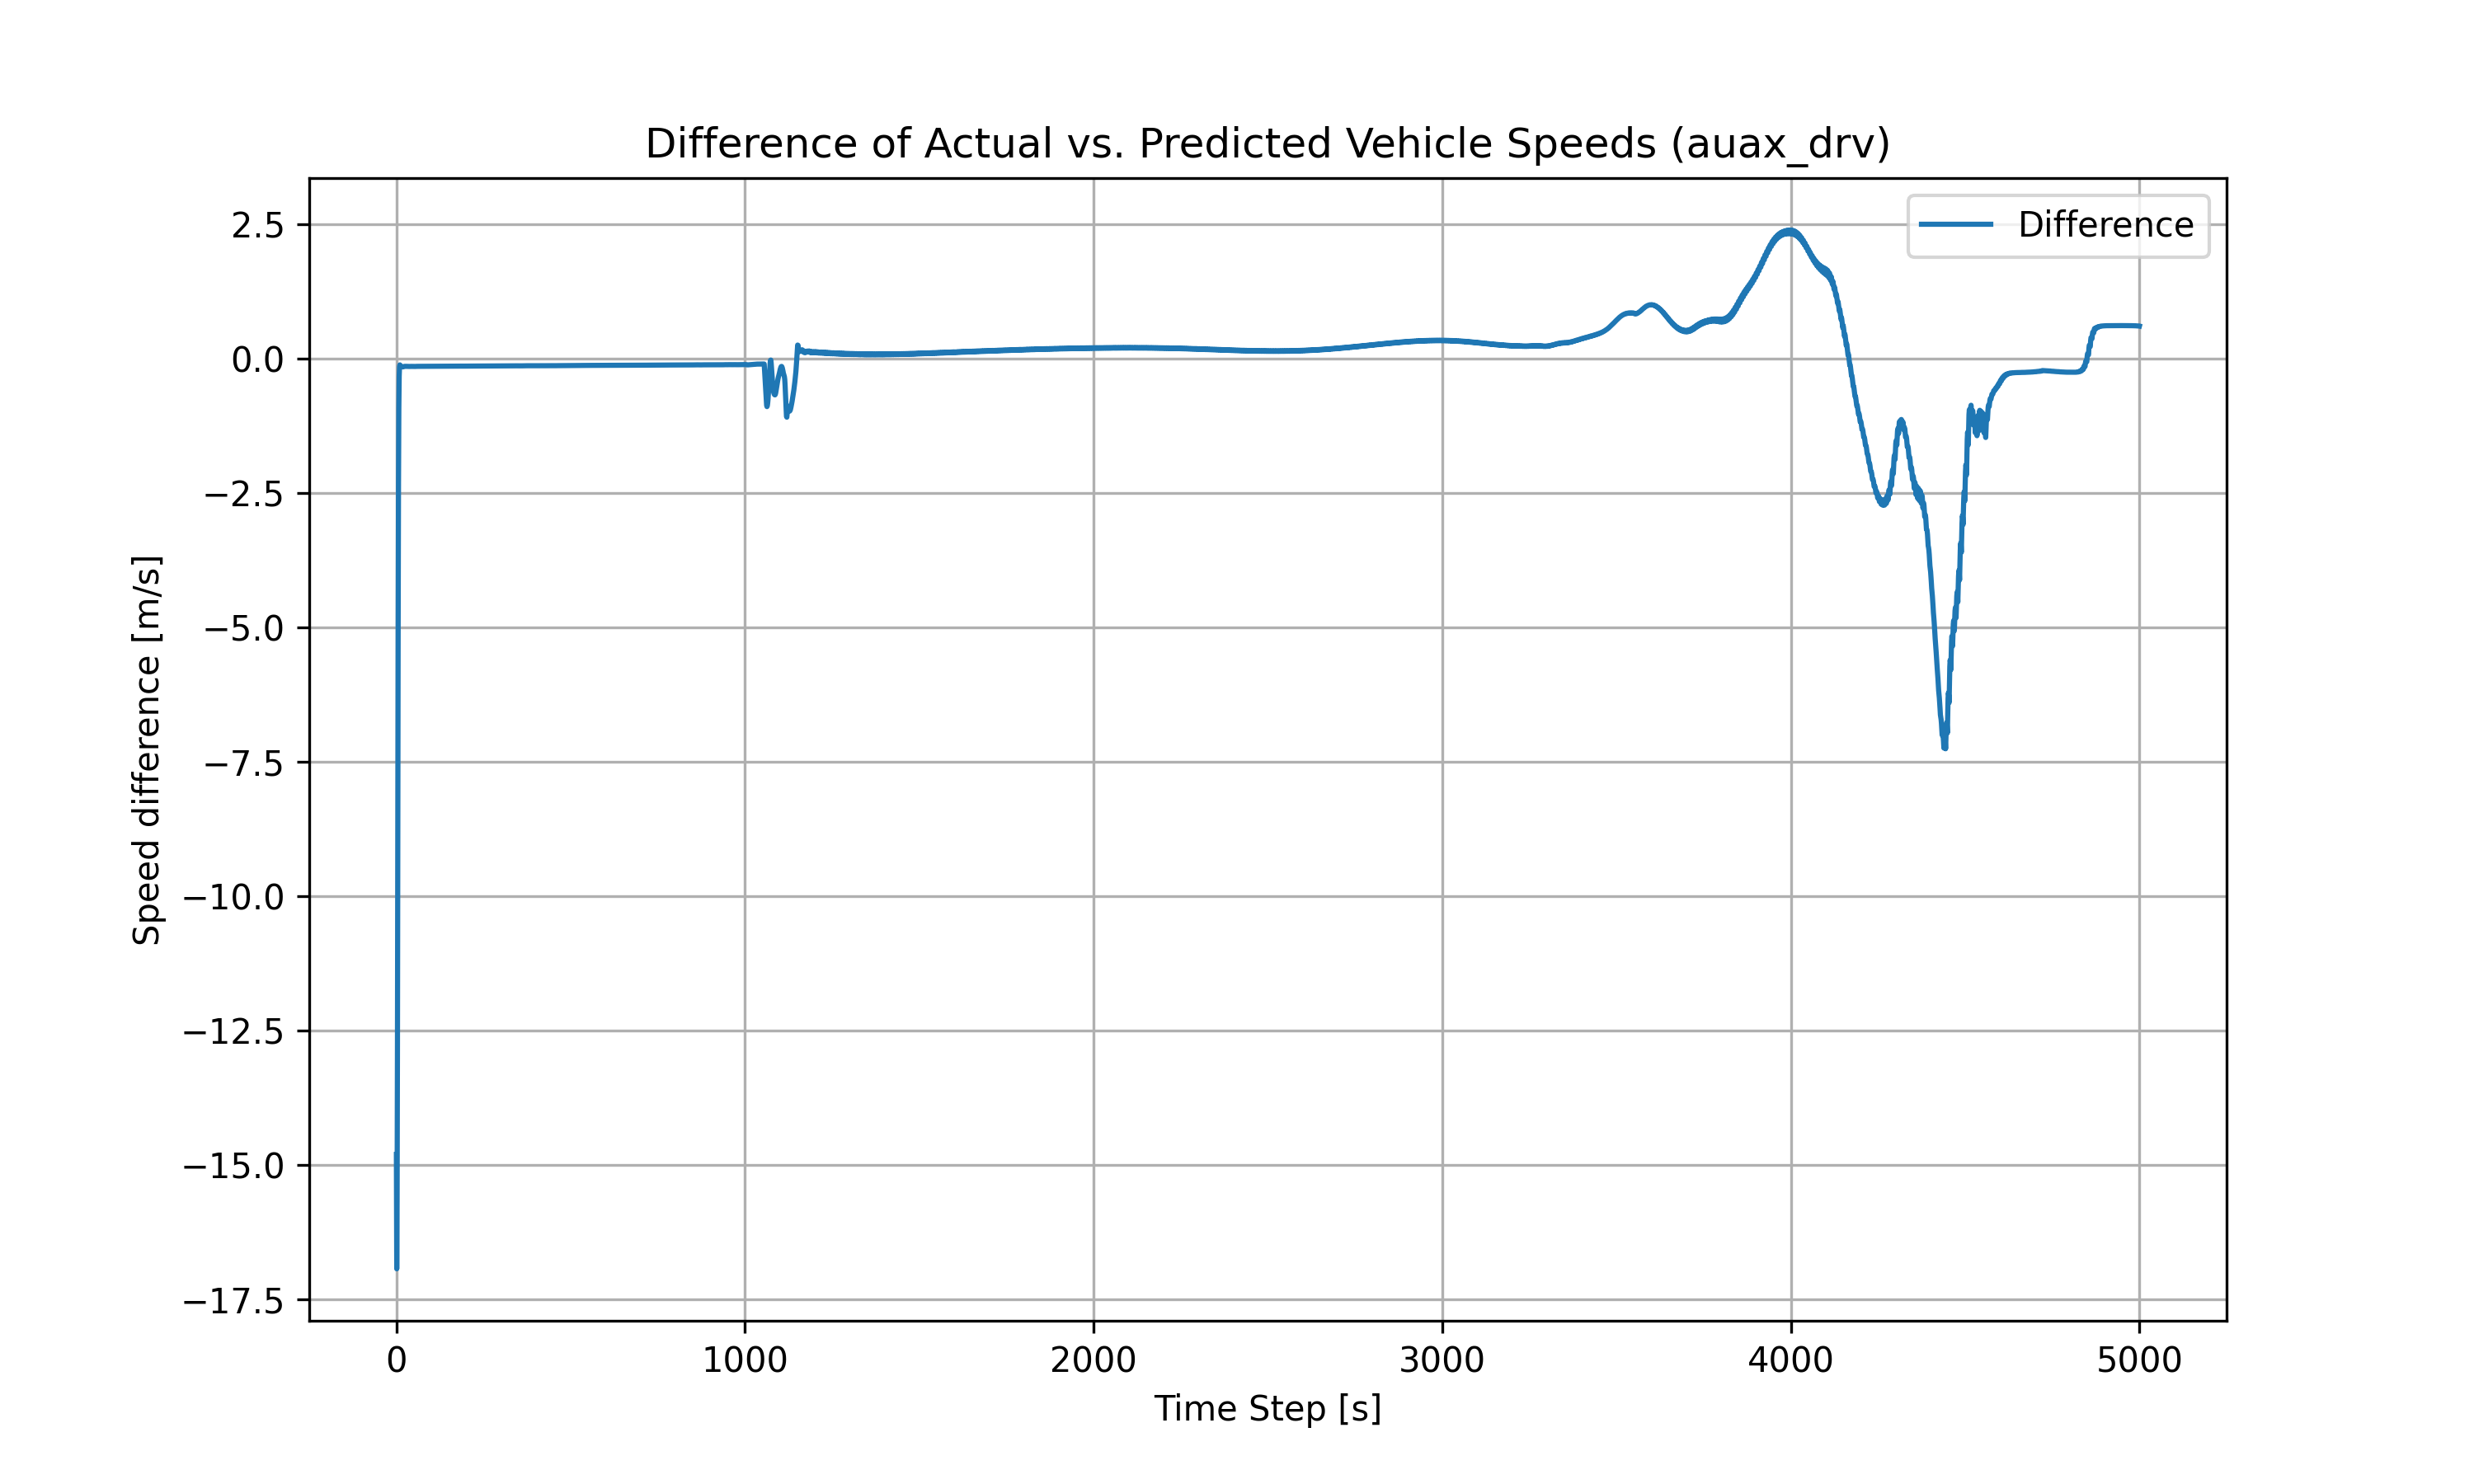 Difference of Actual vs. Predicted Vehicle Speeds (auax_drv)
Difference
2.5
0.0
−2.5
−5.0
−7.5
−10.0
−12.5
−15.0
−17.5
Speed difference [m/s]
0 1000 2000 3000 4000 5000
Time Step [s]